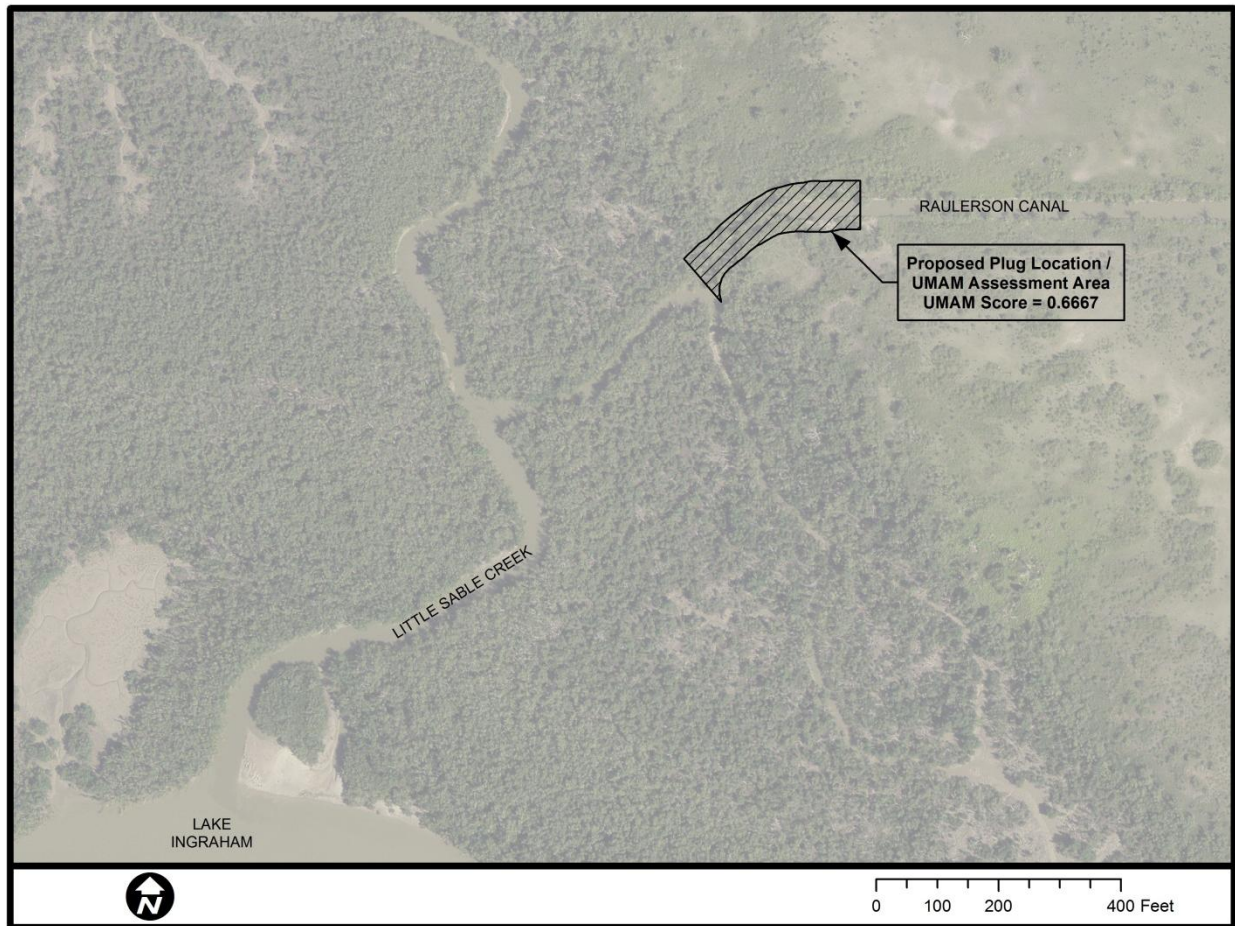 RAULERSON CANAL
Proposed Plug Location /
UMAM Assessment Area
UMAM Score = 0.6667
LITTLE SABLE CREEK
LAKE
INGRAHAM
N
0 100 200 400 Feet